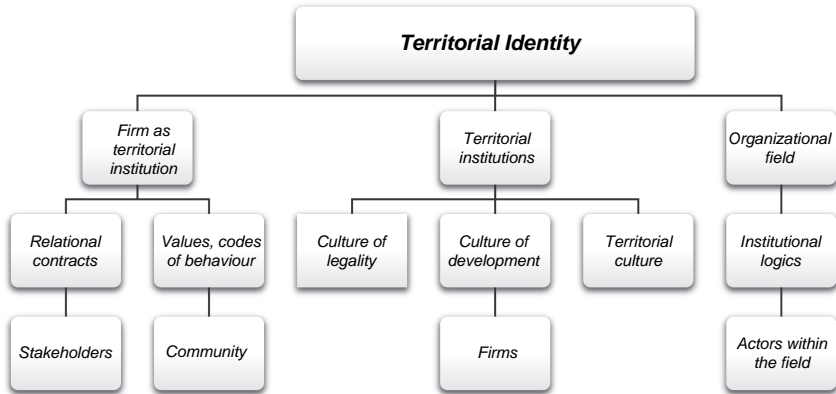 Territorial Identity
Firm as
territorial
institution
Territorial
institutions
Organizational
field
Relational
contracts
Values, codes
of behaviour
Culture of
legality
Culture of
development
Territorial
culture
Institutional
logics
Stakeholders
Community
Firms
Actors within
the field